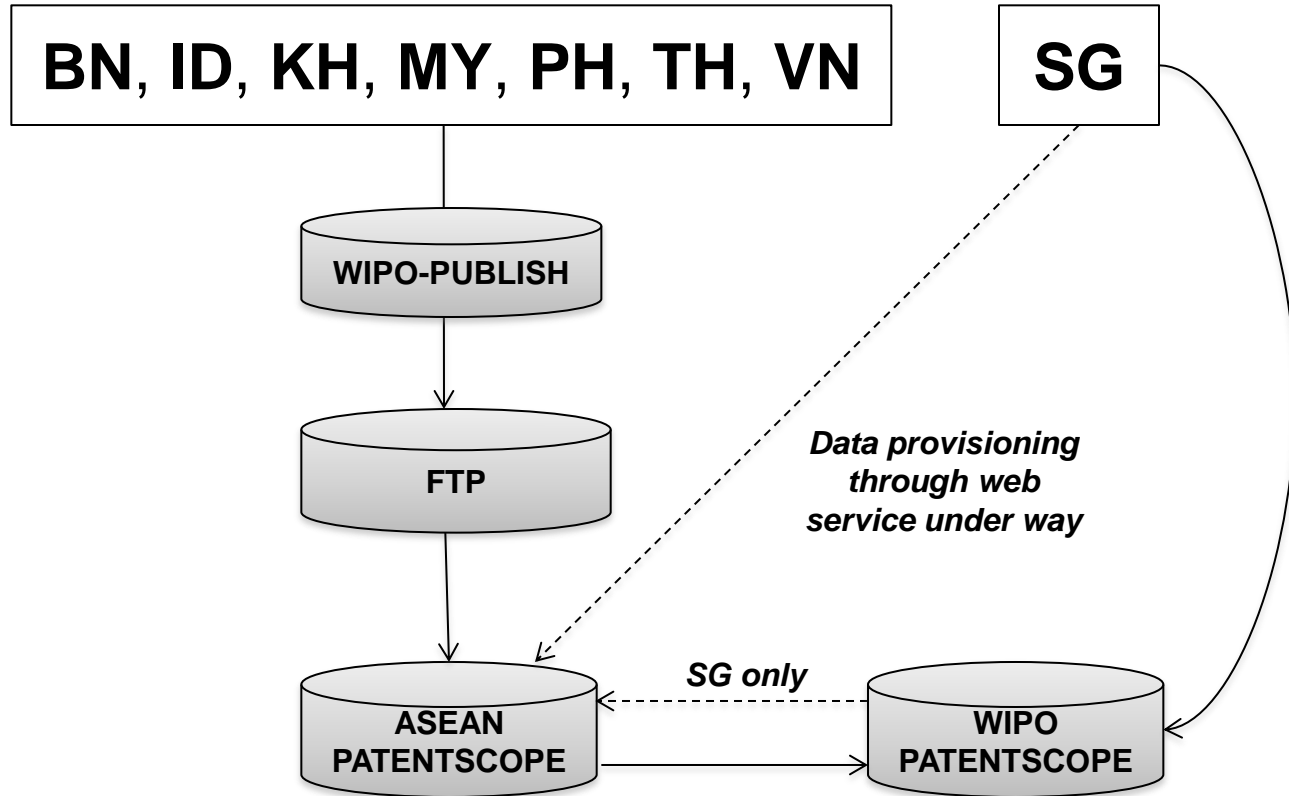 BN, ID, KH, MY, PH, TH, VN
SG
WIPO-PUBLISH
FTP
Data provisioning
through web
service under way
SG only
ASEAN
PATENTSCOPE
WIPO
PATENTSCOPE